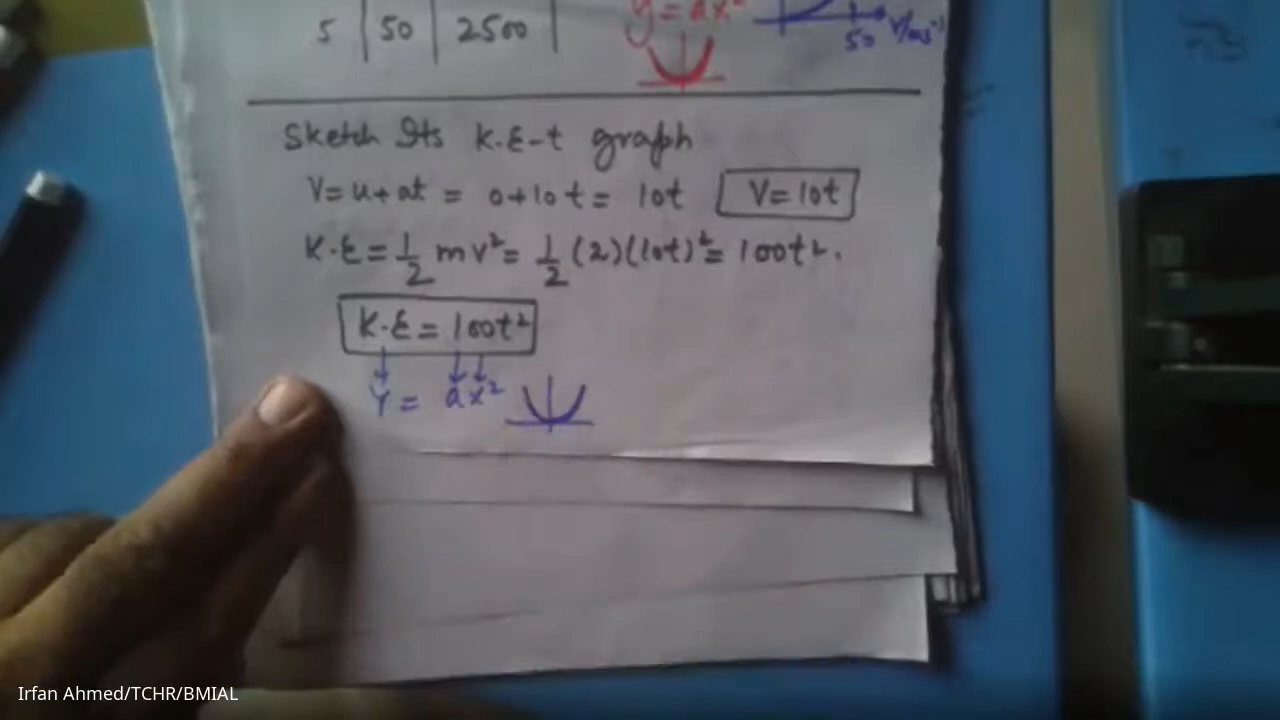 5 | 50 | 2500 |
y = ax²
50 V/ms⁻¹
Sketch Its K.E-t graph
V = u + at = 0 + 10t = 10t V = 10t
K.E = 1/2 mv² = 1/2 (2)(10t)² = 100t².
K.E = 100t²
Y = ax²
Irfan Ahmed/TCHR/BMIAL